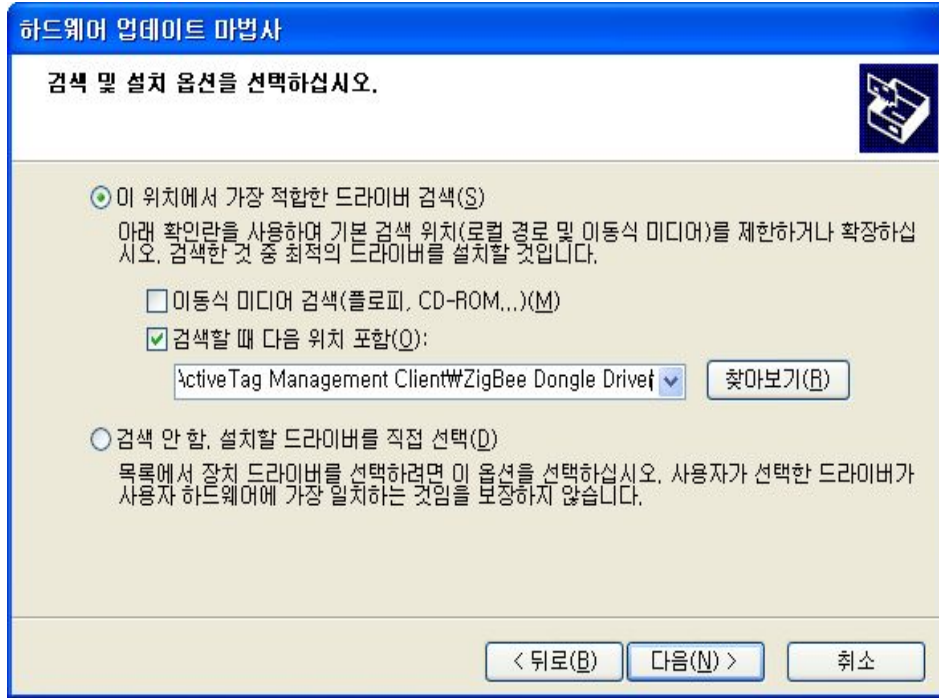 하드웨어 업데이트 마법사
검색 및 설치 옵션을 선택하십시오.
이 위치에서 가장 적합한 드라이버 검색(S)
아래 확인란을 사용하여 기본 검색 위치(로컬 경로 및 이동식 미디어)를 제한하거나 확장하십
시오. 검색한 것 중 최적의 드라이버를 설치할 것입니다.
이동식 미디어 검색(플로피, CD-ROM...)(M)
검색할 때 다음 위치 포함(O):
ActiveTag Management Client₩ZigBee Dongle Driver
찾아보기(R)
검색 안 함. 설치할 드라이버를 직접 선택(D)
목록에서 장치 드라이버를 선택하려면 이 옵션을 선택하십시오. 사용자가 선택한 드라이버가
사용자 하드웨어에 가장 일치하는 것임을 보장하지 않습니다.
< 뒤로(B)
다음(N) >
취소